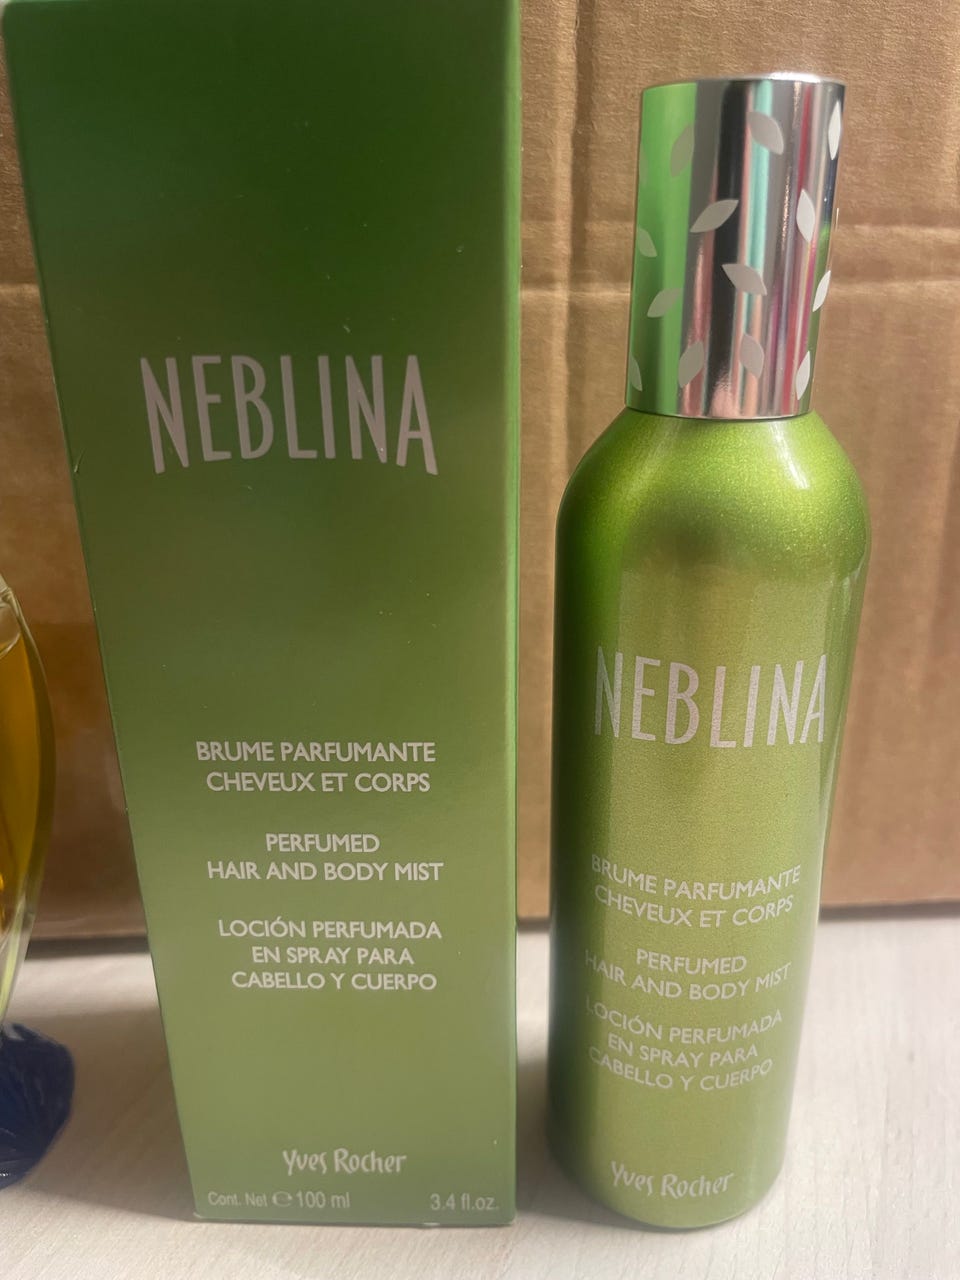 NEBLINA
BRUME PARFUMANTE
CHEVEUX ET CORPS
PERFUMED
HAIR AND BODY MIST
LOCIÓN PERFUMADA
EN SPRAY PARA
CABELLO Y CUERPO
Yves Rocher
Cont. Net ℮ 100 ml 3.4 fl.oz.
NEBLINA
BRUME PARFUMANTE
CHEVEUX ET CORPS
PERFUMED
HAIR AND BODY MIST
LOCIÓN PERFUMADA
EN SPRAY PARA
CABELLO Y CUERPO
Yves Rocher